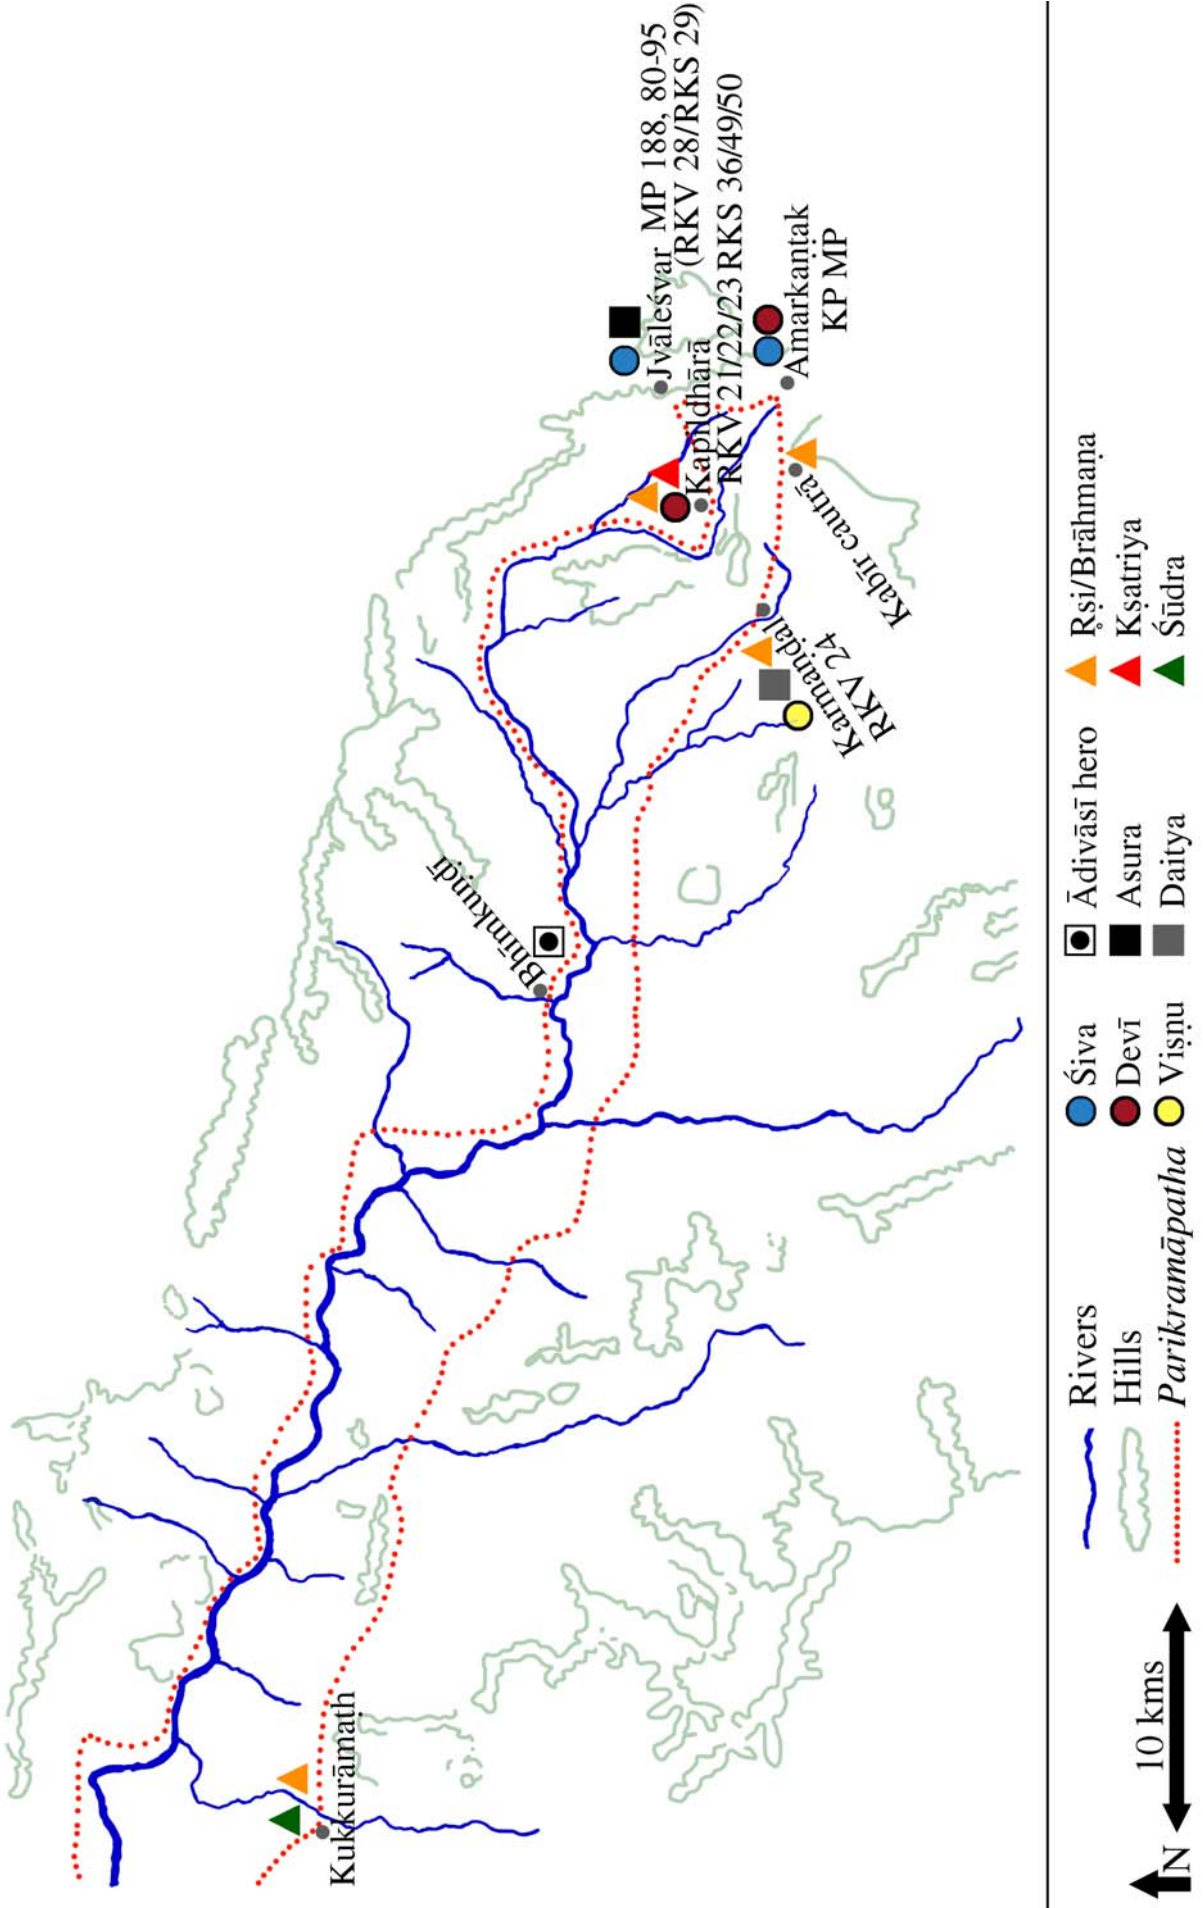 Jvāleśvar MP 188, 80-95
(RKV 28/RKS 29)
Kapildhārā
RKV 21/22/23 RKS 36/49/50
Amarkaṇṭak
KP MP
Kabīr cautrā
Karmaṇḍal
RKV 24
Bhīmkuṇḍī
Kukkurāmaṭh
N
10 kms
Rivers
Hills
Parikramāpatha
Śiva
Devī
Viṣṇu
Ādivāsī hero
Asura
Daitya
Ṛṣi/Brāhmaṇa
Kṣatriya
Śūdra